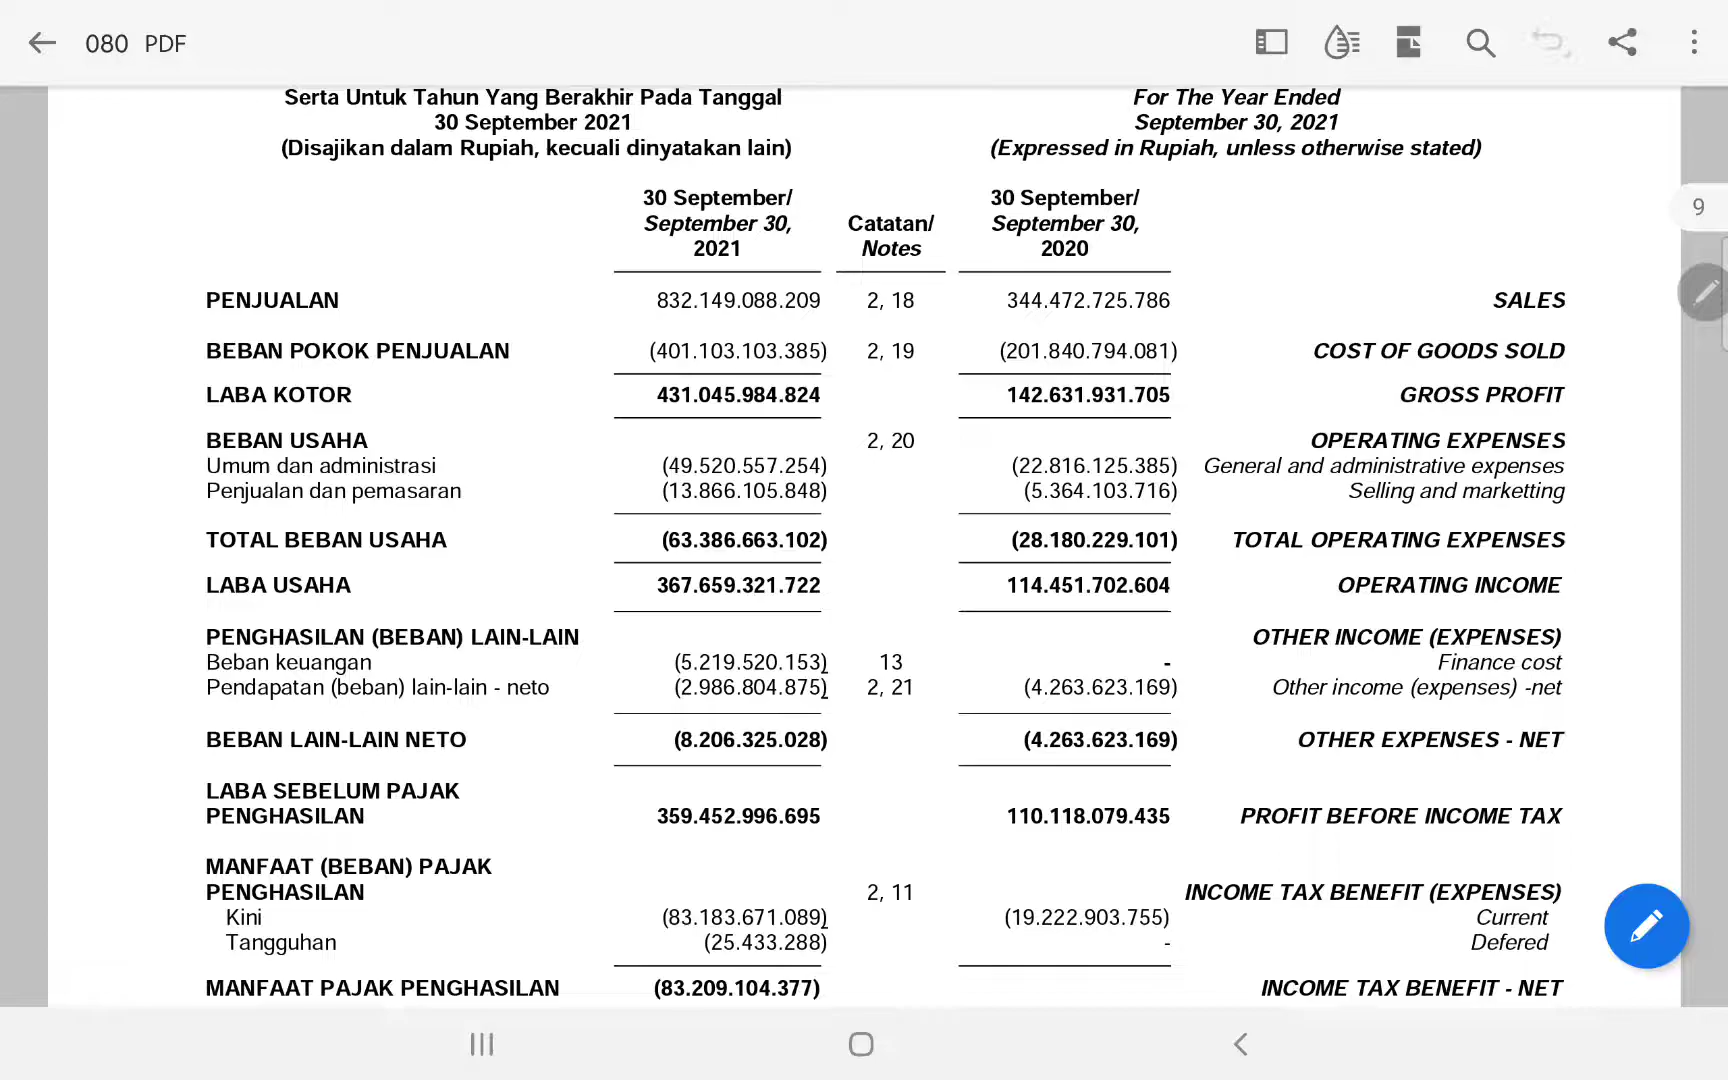 080 PDF
Serta Untuk Tahun Yang Berakhir Pada Tanggal For The Year Ended
30 September 2021 September 30, 2021
(Disajikan dalam Rupiah, kecuali dinyatakan lain) (Expressed in Rupiah, unless otherwise stated)
30 September/ 30 September/
September 30, Catatan/ September 30,
2021 Notes 2020
9
PENJUALAN 832.149.088.209 2, 18 344.472.725.786 SALES
BEBAN POKOK PENJUALAN (401.103.103.385) 2, 19 (201.840.794.081) COST OF GOODS SOLD
LABA KOTOR 431.045.984.824 142.631.931.705 GROSS PROFIT
BEBAN USAHA 2, 20 OPERATING EXPENSES
Umum dan administrasi (49.520.557.254) (22.816.125.385) General and administrative expenses
Penjualan dan pemasaran (13.866.105.848) (5.364.103.716) Selling and marketting
TOTAL BEBAN USAHA (63.386.663.102) (28.180.229.101) TOTAL OPERATING EXPENSES
LABA USAHA 367.659.321.722 114.451.702.604 OPERATING INCOME
PENGHASILAN (BEBAN) LAIN-LAIN OTHER INCOME (EXPENSES)
Beban keuangan (5.219.520.153) 13 - Finance cost
Pendapatan (beban) lain-lain - neto (2.986.804.875) 2, 21 (4.263.623.169) Other income (expenses) -net
BEBAN LAIN-LAIN NETO (8.206.325.028) (4.263.623.169) OTHER EXPENSES - NET
LABA SEBELUM PAJAK
PENGHASILAN 359.452.996.695 110.118.079.435 PROFIT BEFORE INCOME TAX
MANFAAT (BEBAN) PAJAK
PENGHASILAN 2, 11 INCOME TAX BENEFIT (EXPENSES)
Kini (83.183.671.089) (19.222.903.755) Current
Tangguhan (25.433.288) - Defered
MANFAAT PAJAK PENGHASILAN (83.209.104.377) INCOME TAX BENEFIT - NET